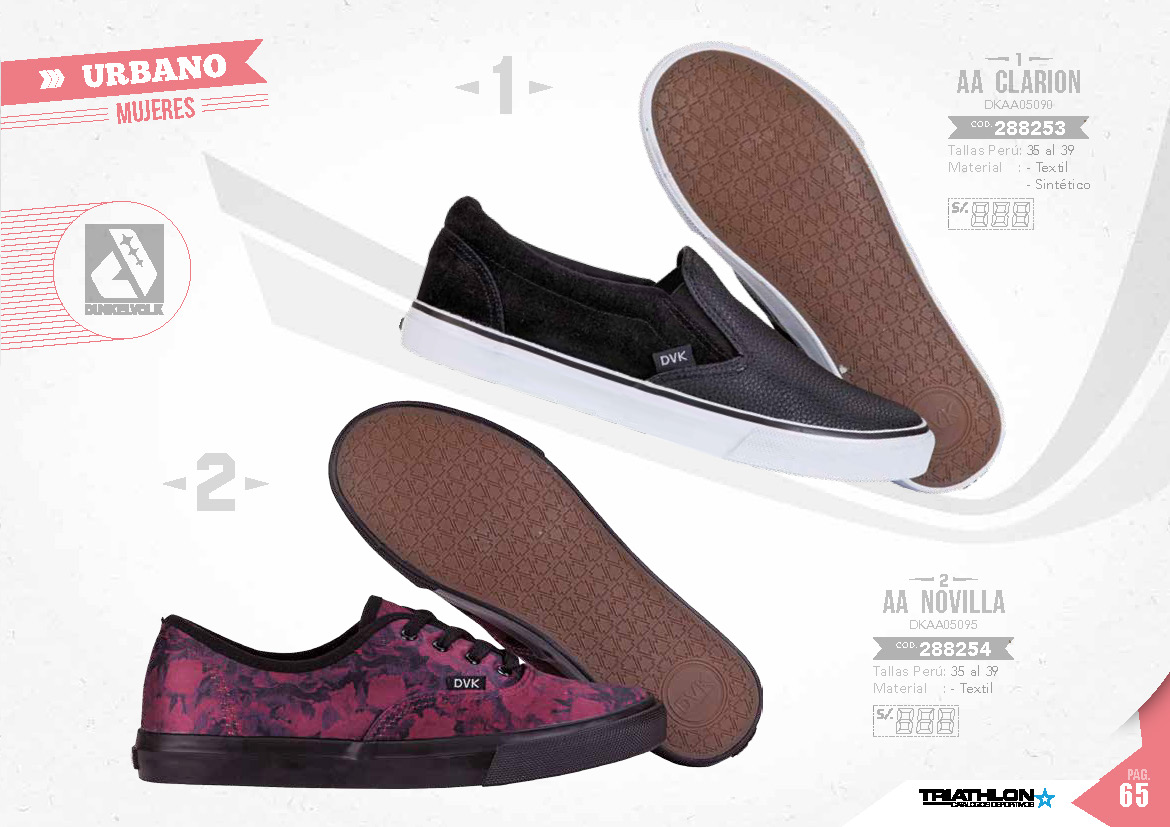 URBANO
MUJERES
DUNKELVOLK
1
DVK
DVK
1
AA CLARION
DKAA05090
COD. 288253
Tallas Perú: 35 al 39
Material : - Textil
- Sintético
S/. 888
2
DVK
DVK
2
AA NOVILLA
DKAA05095
COD. 288254
Tallas Perú: 35 al 39
Material : - Textil
S/. 888
TRIATHLON
CATÁLOGOS DEPORTIVOS
PAG.
65